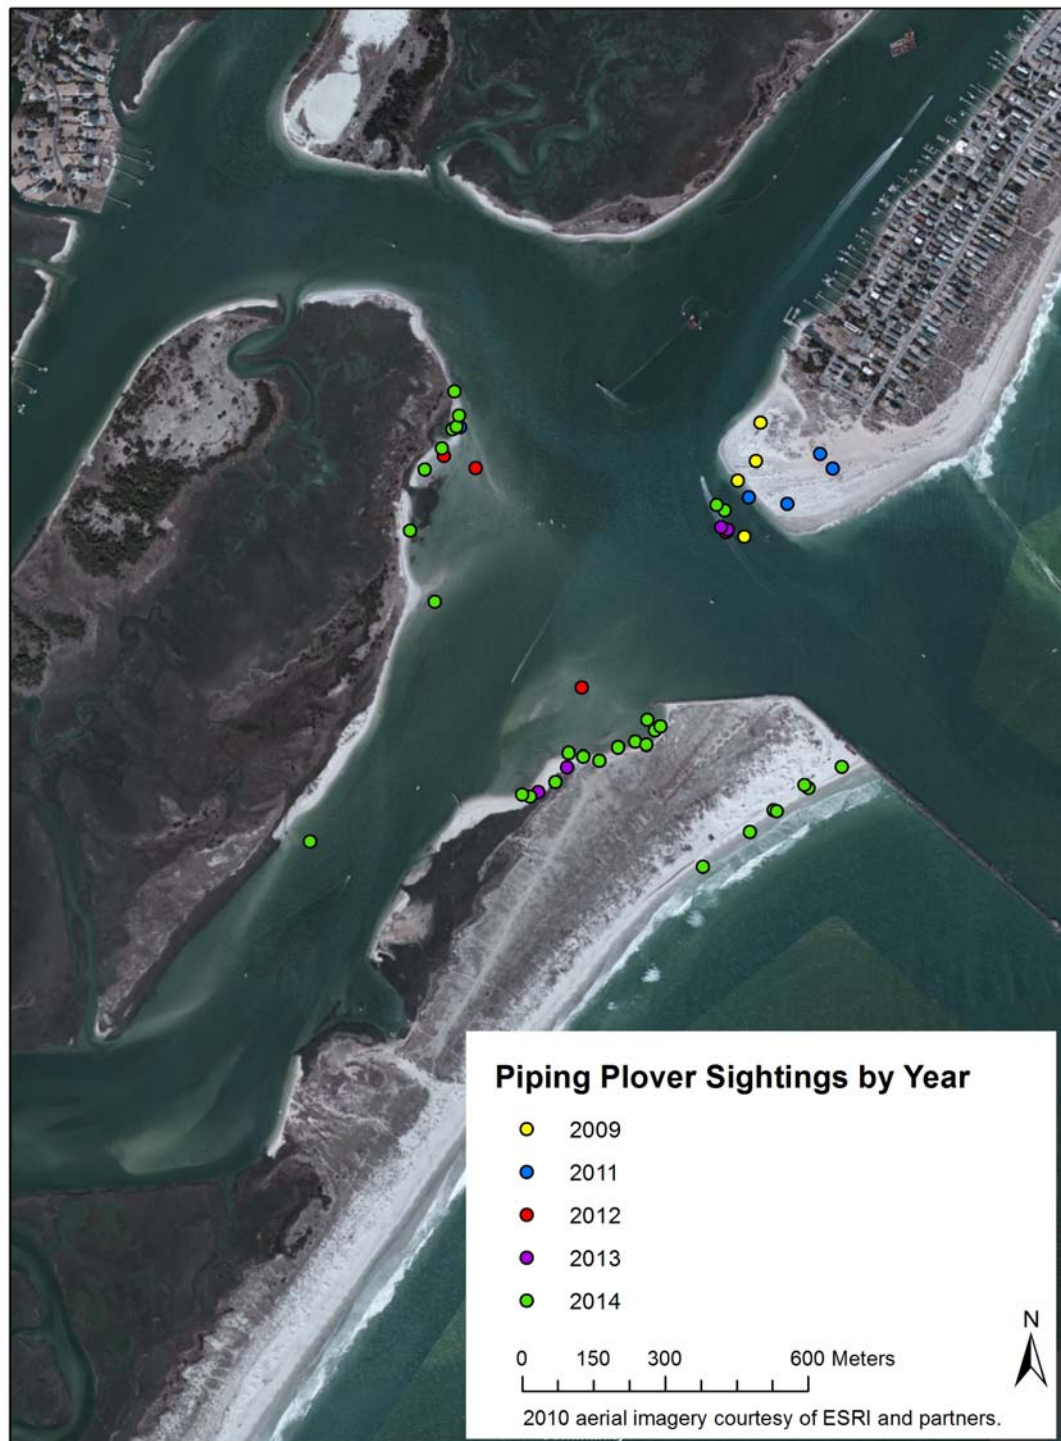 Piping Plover Sightings by Year
2009
2011
2012
2013
2014
N
0 150 300 600 Meters
2010 aerial imagery courtesy of ESRI and partners.